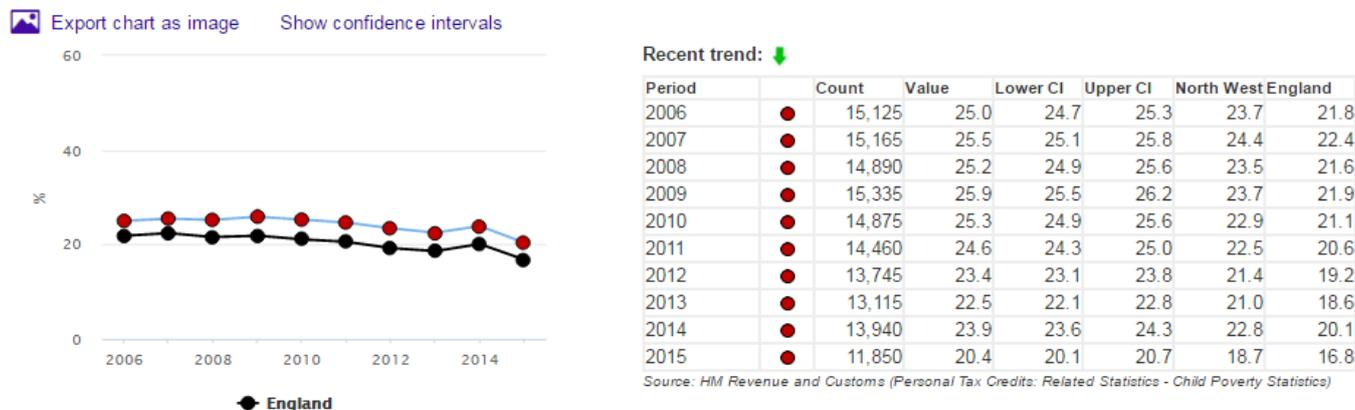 Export chart as image Show confidence intervals
60
40
%
20
0
2006 2008 2010 2012 2014
England
Recent trend:
Period Count Value Lower CI Upper CI North West England
2006 15,125 25.0 24.7 25.3 23.7 21.8
2007 15,165 25.5 25.1 25.8 24.4 22.4
2008 14,890 25.2 24.9 25.6 23.5 21.6
2009 15,335 25.9 25.5 26.2 23.7 21.9
2010 14,875 25.3 24.9 25.6 22.9 21.1
2011 14,460 24.6 24.3 25.0 22.5 20.6
2012 13,745 23.4 23.1 23.8 21.4 19.2
2013 13,115 22.5 22.1 22.8 21.0 18.6
2014 13,940 23.9 23.6 24.3 22.8 20.1
2015 11,850 20.4 20.1 20.7 18.7 16.8
Source: HM Revenue and Customs (Personal Tax Credits: Related Statistics - Child Poverty Statistics)